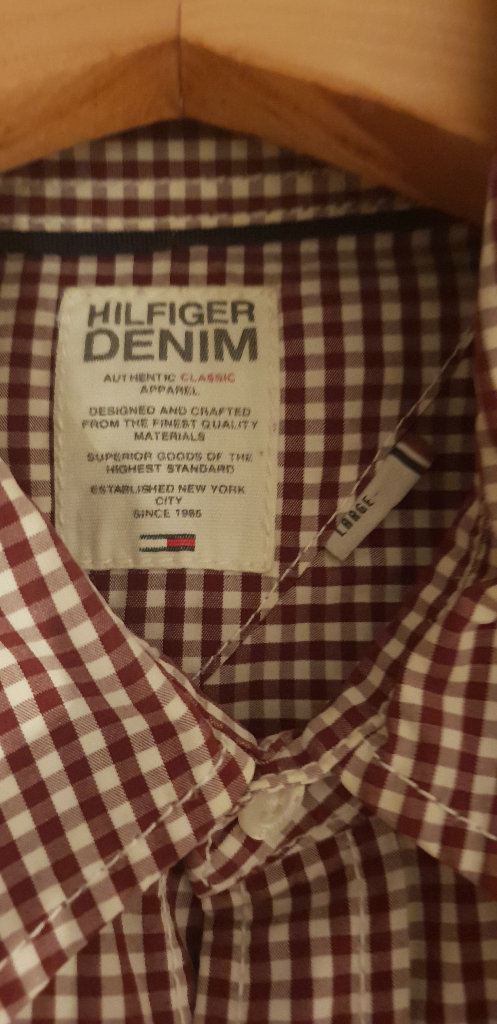 HILFIGER
DENIM
AUTHENTIC CLASSIC
APPAREL
DESIGNED AND CRAFTED
FROM THE FINEST QUALITY
MATERIALS
SUPERIOR GOODS OF THE
HIGHEST STANDARD
ESTABLISHED NEW YORK
CITY
SINCE 1985
LARGE